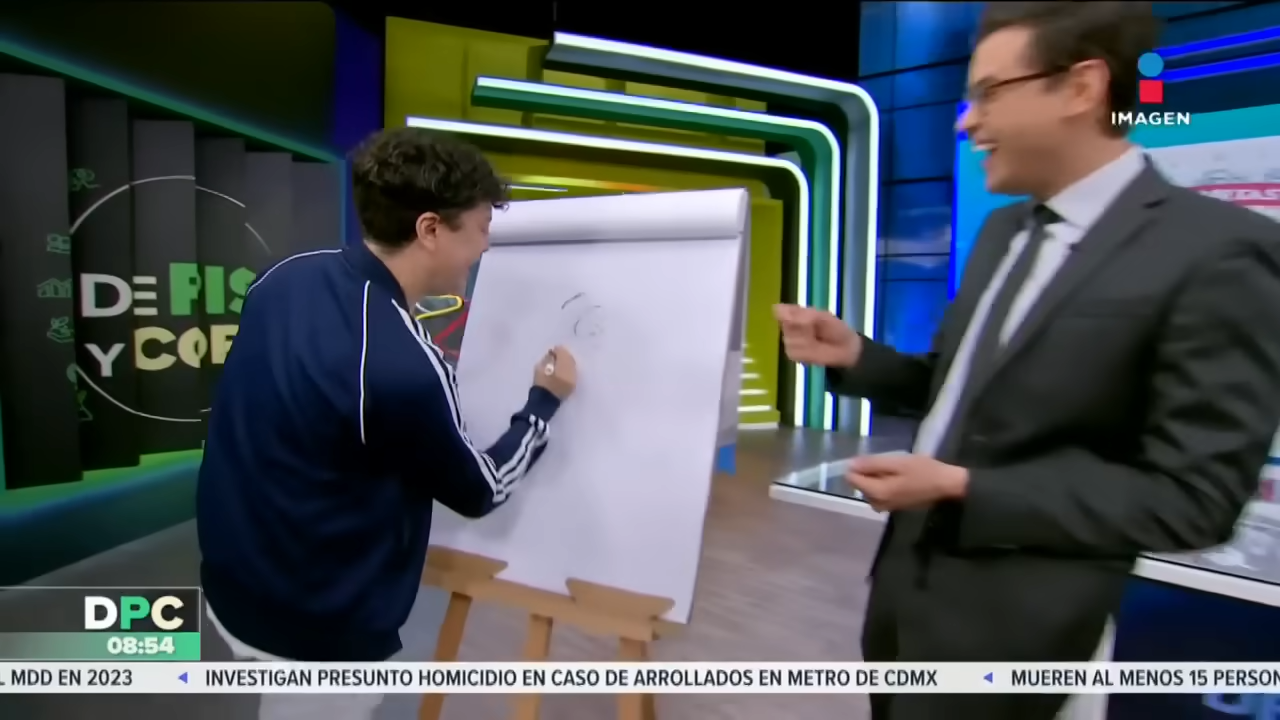 IMAGEN
DE PIS
Y COR
DPC
08:54
L MDD EN 2023 INVESTIGAN PRESUNTO HOMICIDIO EN CASO DE ARROLLADOS EN METRO DE CDMX MUEREN AL MENOS 15 PERSON